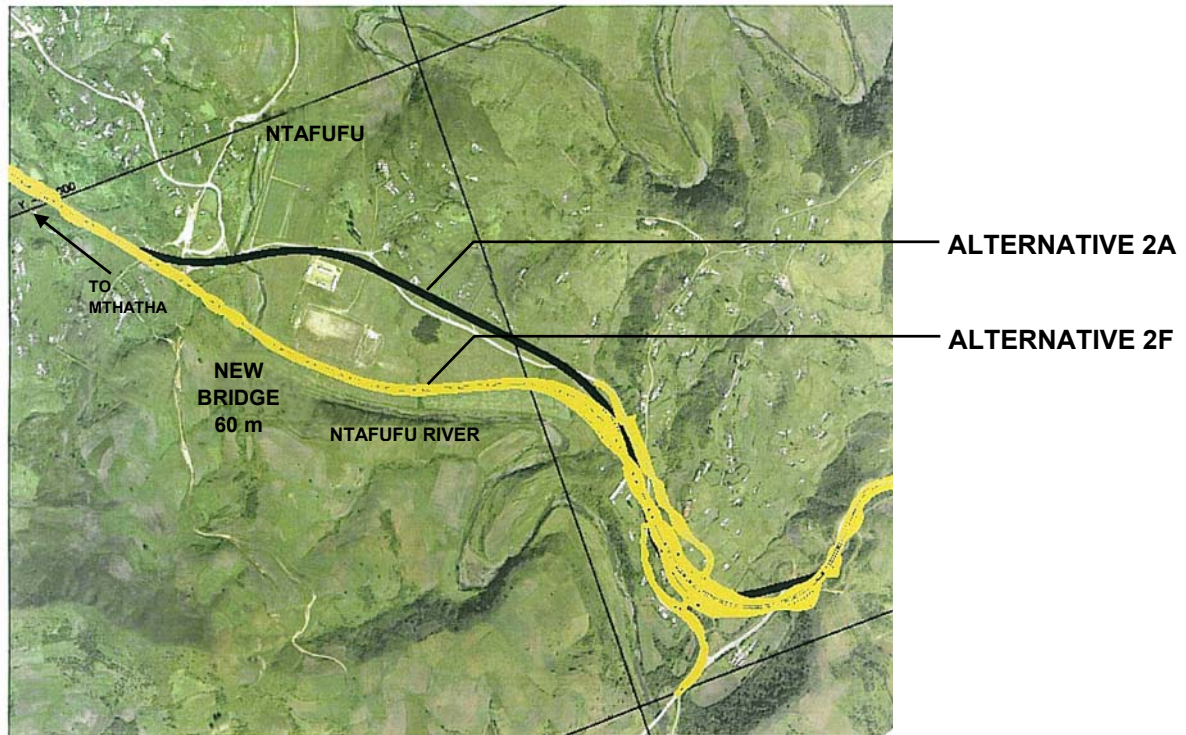 NTAFUFU
TO
MTHATHA
ALTERNATIVE 2A
ALTERNATIVE 2F
NEW
BRIDGE
60 m
NTAFUFU RIVER